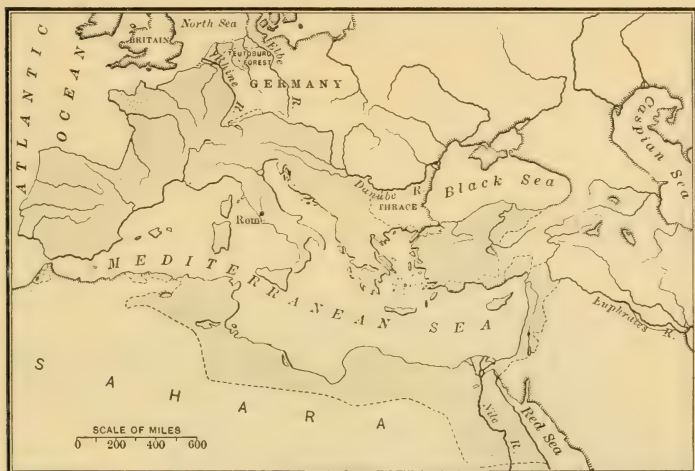 North Sea
BRITAIN
ATLANTIC
OCEAN
TEUTOBURG
FOREST
Elbe
R.
Rhine
R.
GERMANY
Caspian Sea
Black Sea
Danube R.
THRACE
Rome
MEDITERRANEAN SEA
Euphrates R.
SAHARA
Nile
R.
Red Sea
SCALE OF MILES
0 200 400 600